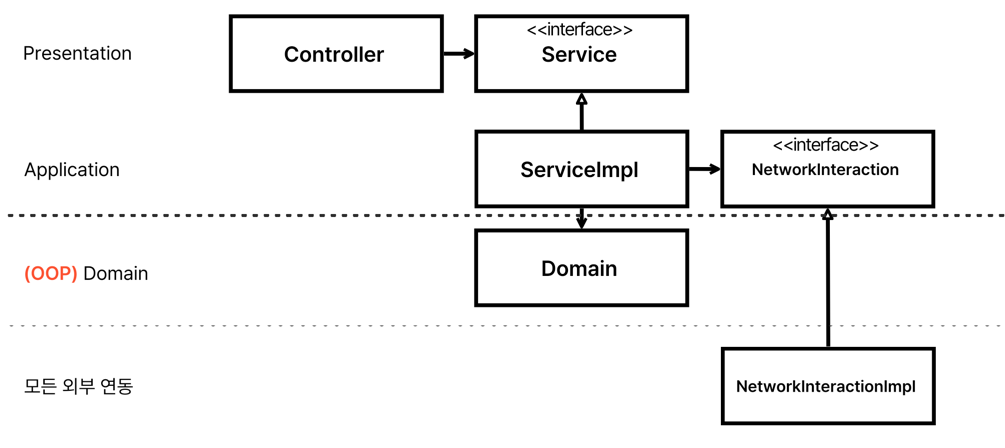 Presentation
Controller
<<interface>>
Service
Application
ServiceImpl
<<interface>>
NetworkInteraction
(OOP) Domain
Domain
모든 외부 연동
NetworkInteractionImpl